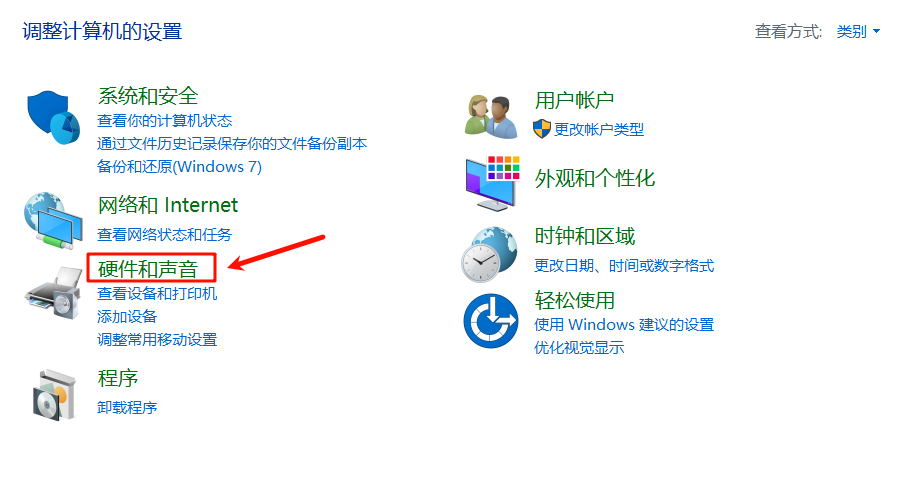 调整计算机的设置
查看方式: 类别
系统和安全
查看你的计算机状态
通过文件历史记录保存你的文件备份副本
备份和还原(Windows 7)
网络和 Internet
查看网络状态和任务
硬件和声音
查看设备和打印机
添加设备
调整常用移动设置
程序
卸载程序
用户帐户
更改帐户类型
外观和个性化
时钟和区域
更改日期、时间或数字格式
轻松使用
使用 Windows 建议的设置
优化视觉显示